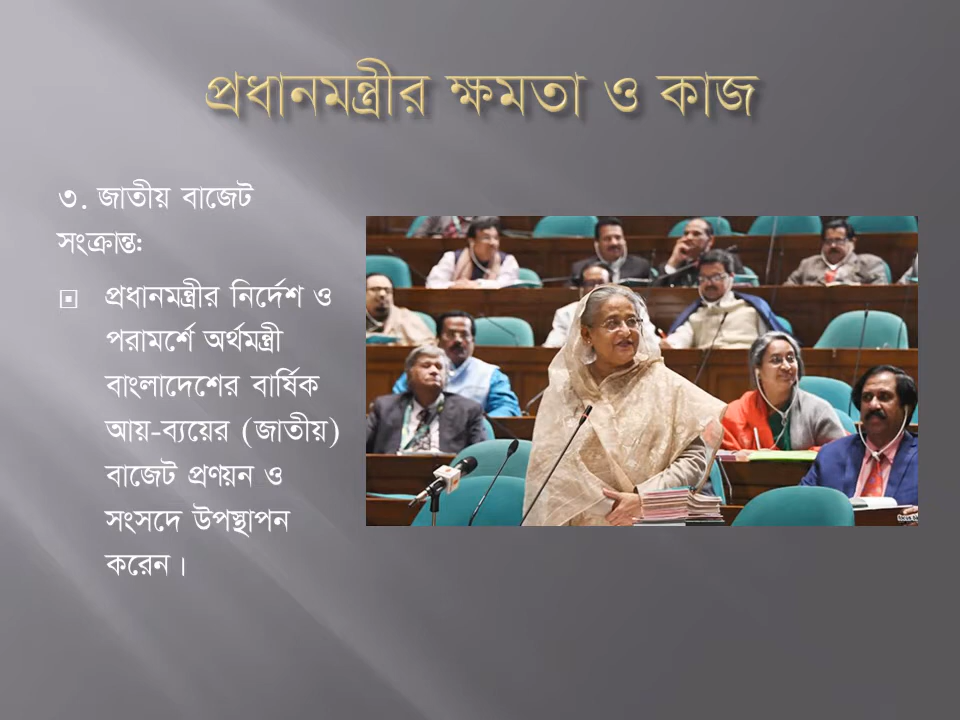 প্রধানমন্ত্রীর ক্ষমতা ও কাজ
৩. জাতীয় বাজেট
সংক্রান্ত:
প্রধানমন্ত্রীর নির্দেশ ও
পরামর্শে অর্থমন্ত্রী
বাংলাদেশের বার্ষিক
আয়-ব্যয়ের (জাতীয়)
বাজেট প্রণয়ন ও
সংসদে উপস্থাপন
করেন।